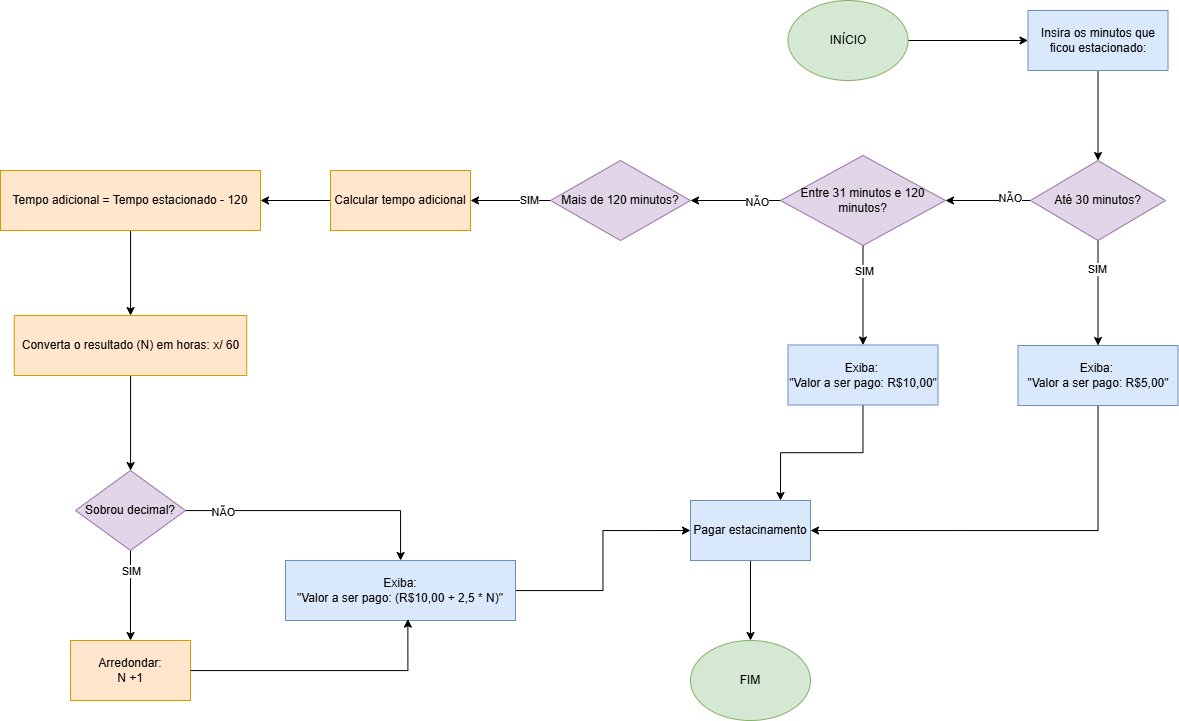 INÍCIO
Insira os minutos que
ficou estacionado:
Até 30 minutos?
NÃO
SIM
Entre 31 minutos e 120
minutos?
NÃO
SIM
Mais de 120 minutos?
SIM
Calcular tempo adicional
Tempo adicional = Tempo estacionado - 120
Converta o resultado (N) em horas: x/ 60
Exiba:
"Valor a ser pago: R$10,00"
Exiba:
"Valor a ser pago: R$5,00"
Sobrou decimal?
NÃO
SIM
Pagar estacinamento
Exiba:
"Valor a ser pago: (R$10,00 + 2,5 * N)"
Arredondar:
N +1
FIM